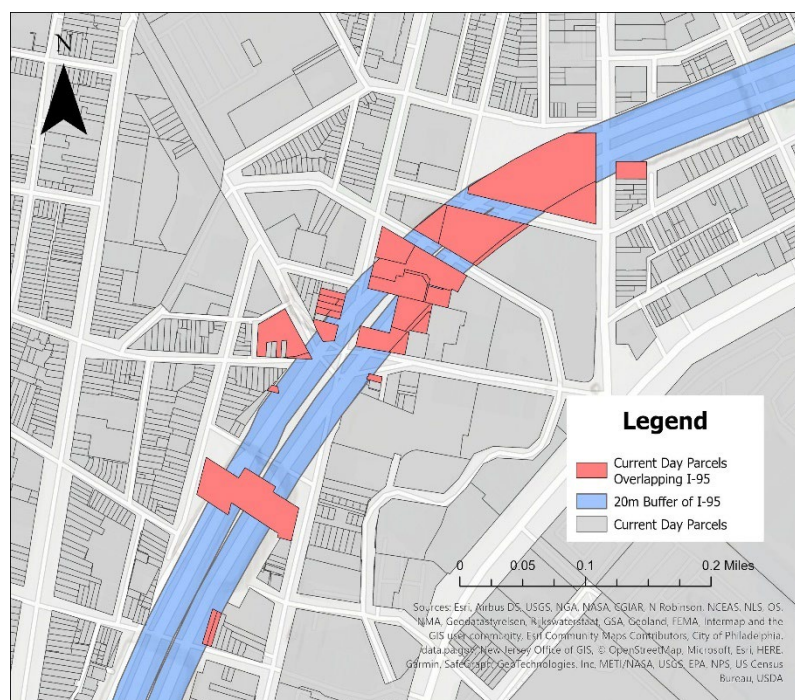 N
Legend
Current Day Parcels
Overlapping I-95
20m Buffer of I-95
Current Day Parcels
0 0.05 0.1 0.2 Miles
Sources: Esri, Airbus DS, USGS, NGA, NASA, CGIAR, N Robinson, NCEAS, NLS, OS,
NMA, Geodatastyrelsen, Rijkswaterstaat, GSA, Geoland, FEMA, Intermap and the
GIS user community, Esri Community Maps Contributors, City of Philadelphia,
data.pa.gov, New Jersey Office of GIS, © OpenStreetMap, Microsoft, Esri, HERE,
Garmin, SafeGraph, GeoTechnologies, Inc, METI/NASA, USGS, EPA, NPS, US Census
Bureau, USDA